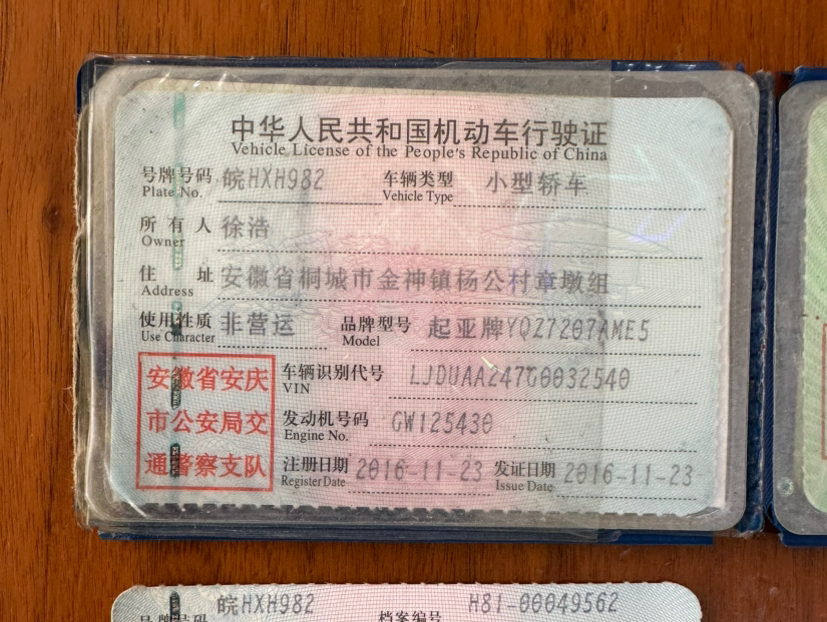 中华人民共和国机动车行驶证
Vehicle License of the People's Republic of China
号牌号码 皖HXH982 车辆类型 小型轿车
Plate No. Vehicle Type
所有人 徐浩
Owner
住址 安徽省桐城市金神镇杨公村章墩组
Address
使用性质 非营运 品牌型号 起亚牌YQZ7207AME5
Use Character Model
安徽省安庆
市公安局交
通警察支队
车辆识别代号 LJDUAA247G0032540
VIN
发动机号码 GW125430
Engine No.
注册日期 2016-11-23 发证日期 2016-11-23
Register Date Issue Date
皖HXH982 H81-00049562
号牌号码 档案编号